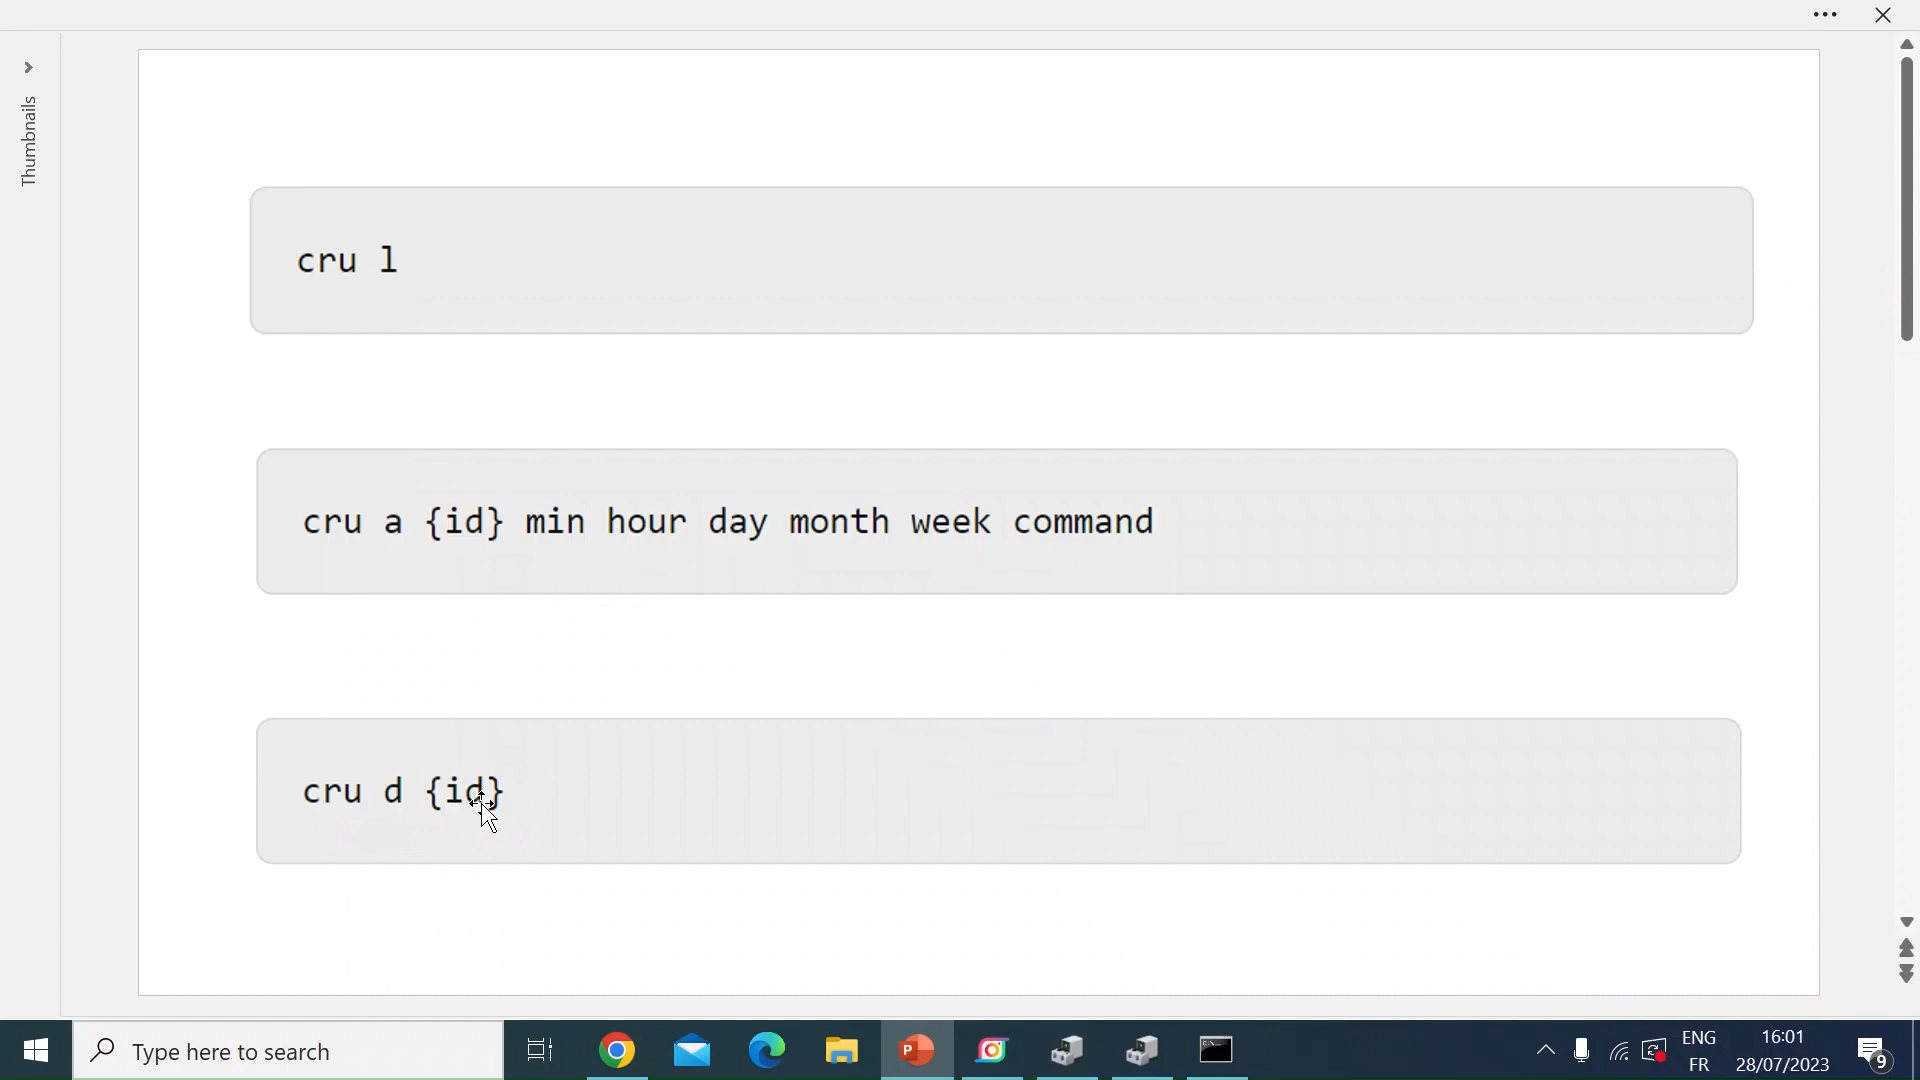 Thumbnails
cru l
cru a {id} min hour day month week command
cru d {id}
Type here to search
P
ENG
FR
16:01
28/07/2023
9